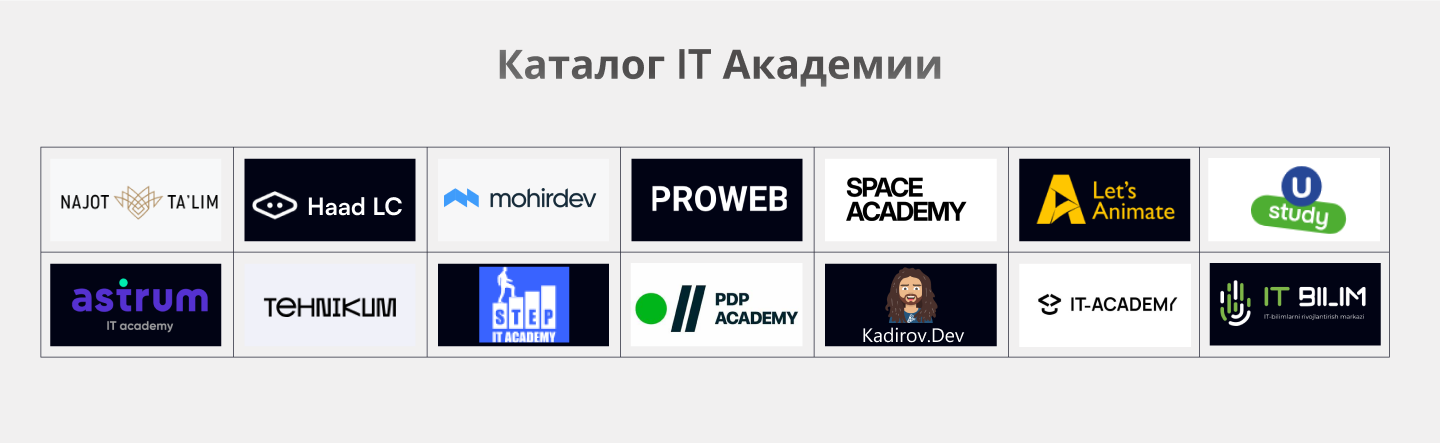 Каталог IT Академии
NAJOT TA'LIM
Haad LC
mohirdev
PROWEB
SPACE
ACADEMY
Let's
Animate
U
study
astrum
IT academy
TEHNIKUM
STEP
IT ACADEMY
PDP
ACADEMY
Kadirov.Dev
IT-ACADEMY
IT BILIM
IT-bilimlarni rivojlantirish markazi